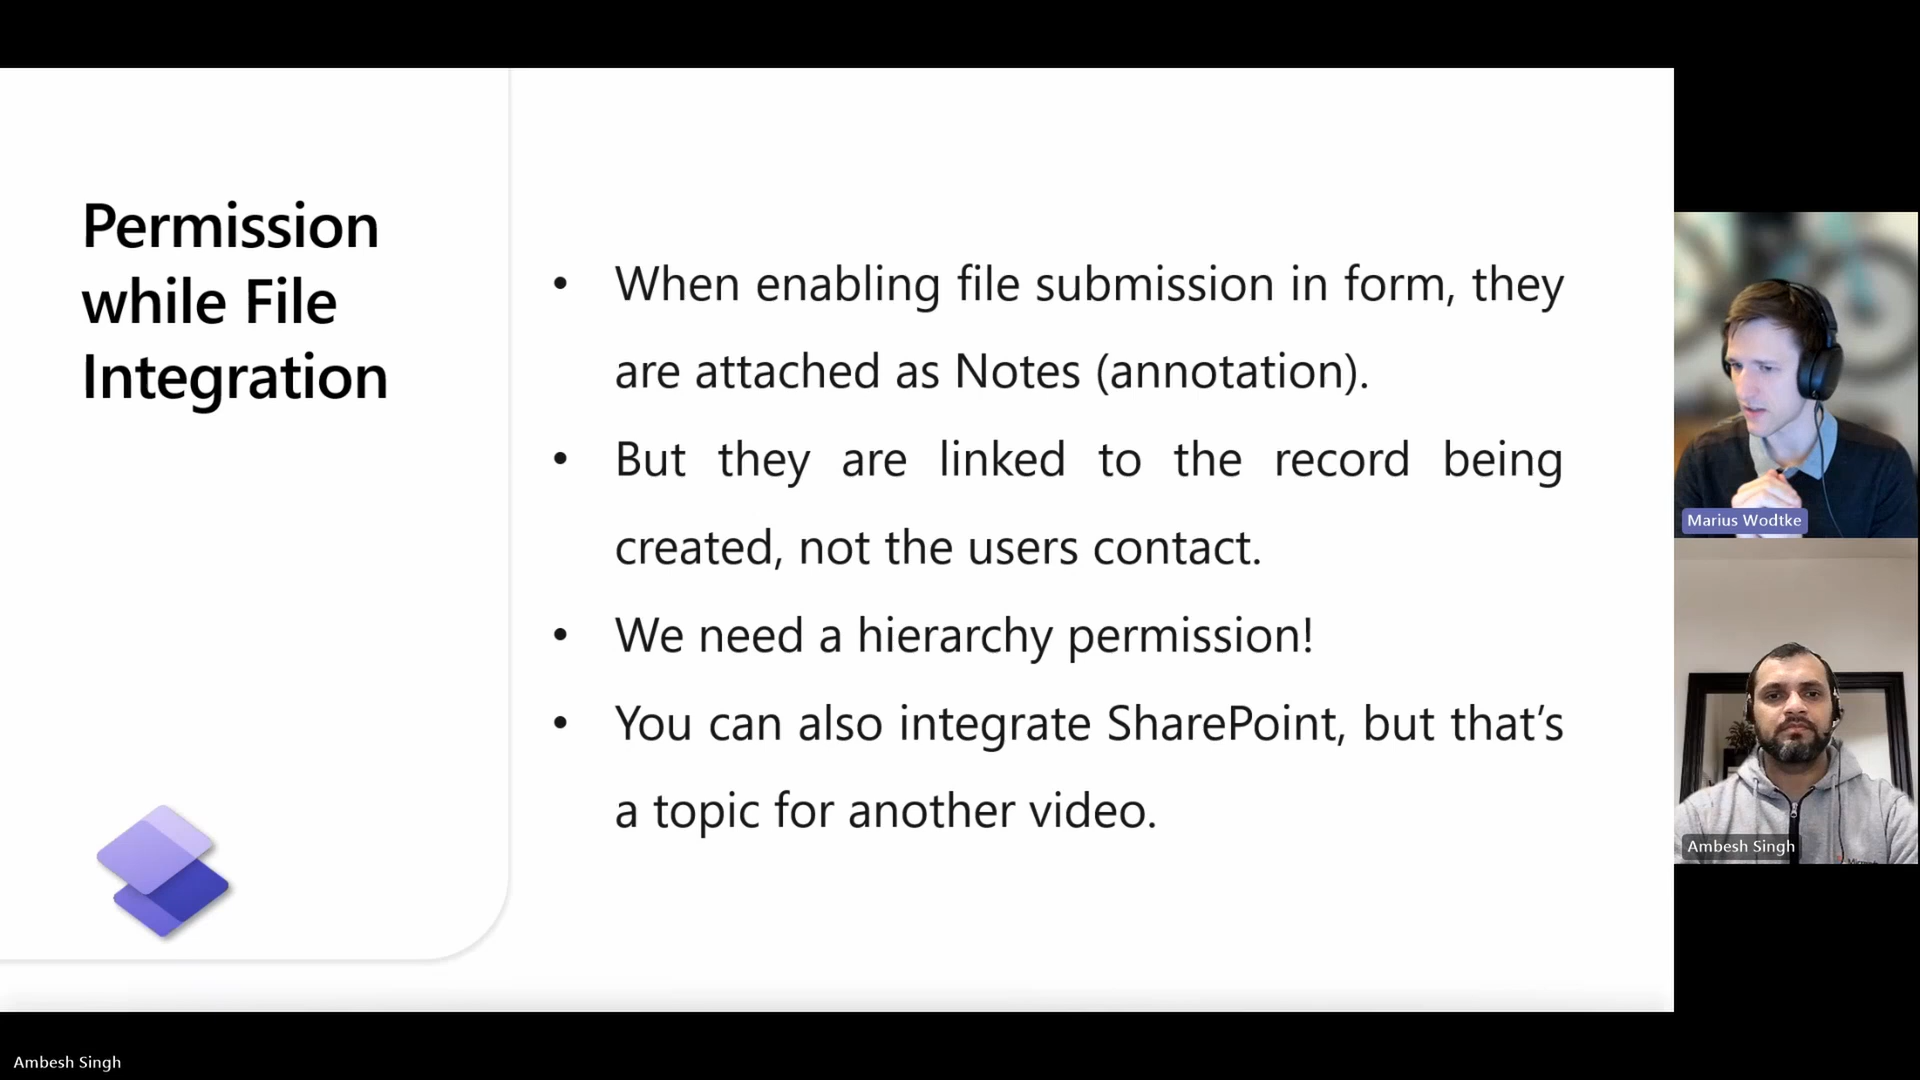 Permission
while File
Integration
• When enabling file submission in form, they
are attached as Notes (annotation).
• But they are linked to the record being
created, not the users contact.
• We need a hierarchy permission!
• You can also integrate SharePoint, but that’s
a topic for another video.
Marius Wodtke
Ambesh Singh
Ambesh Singh